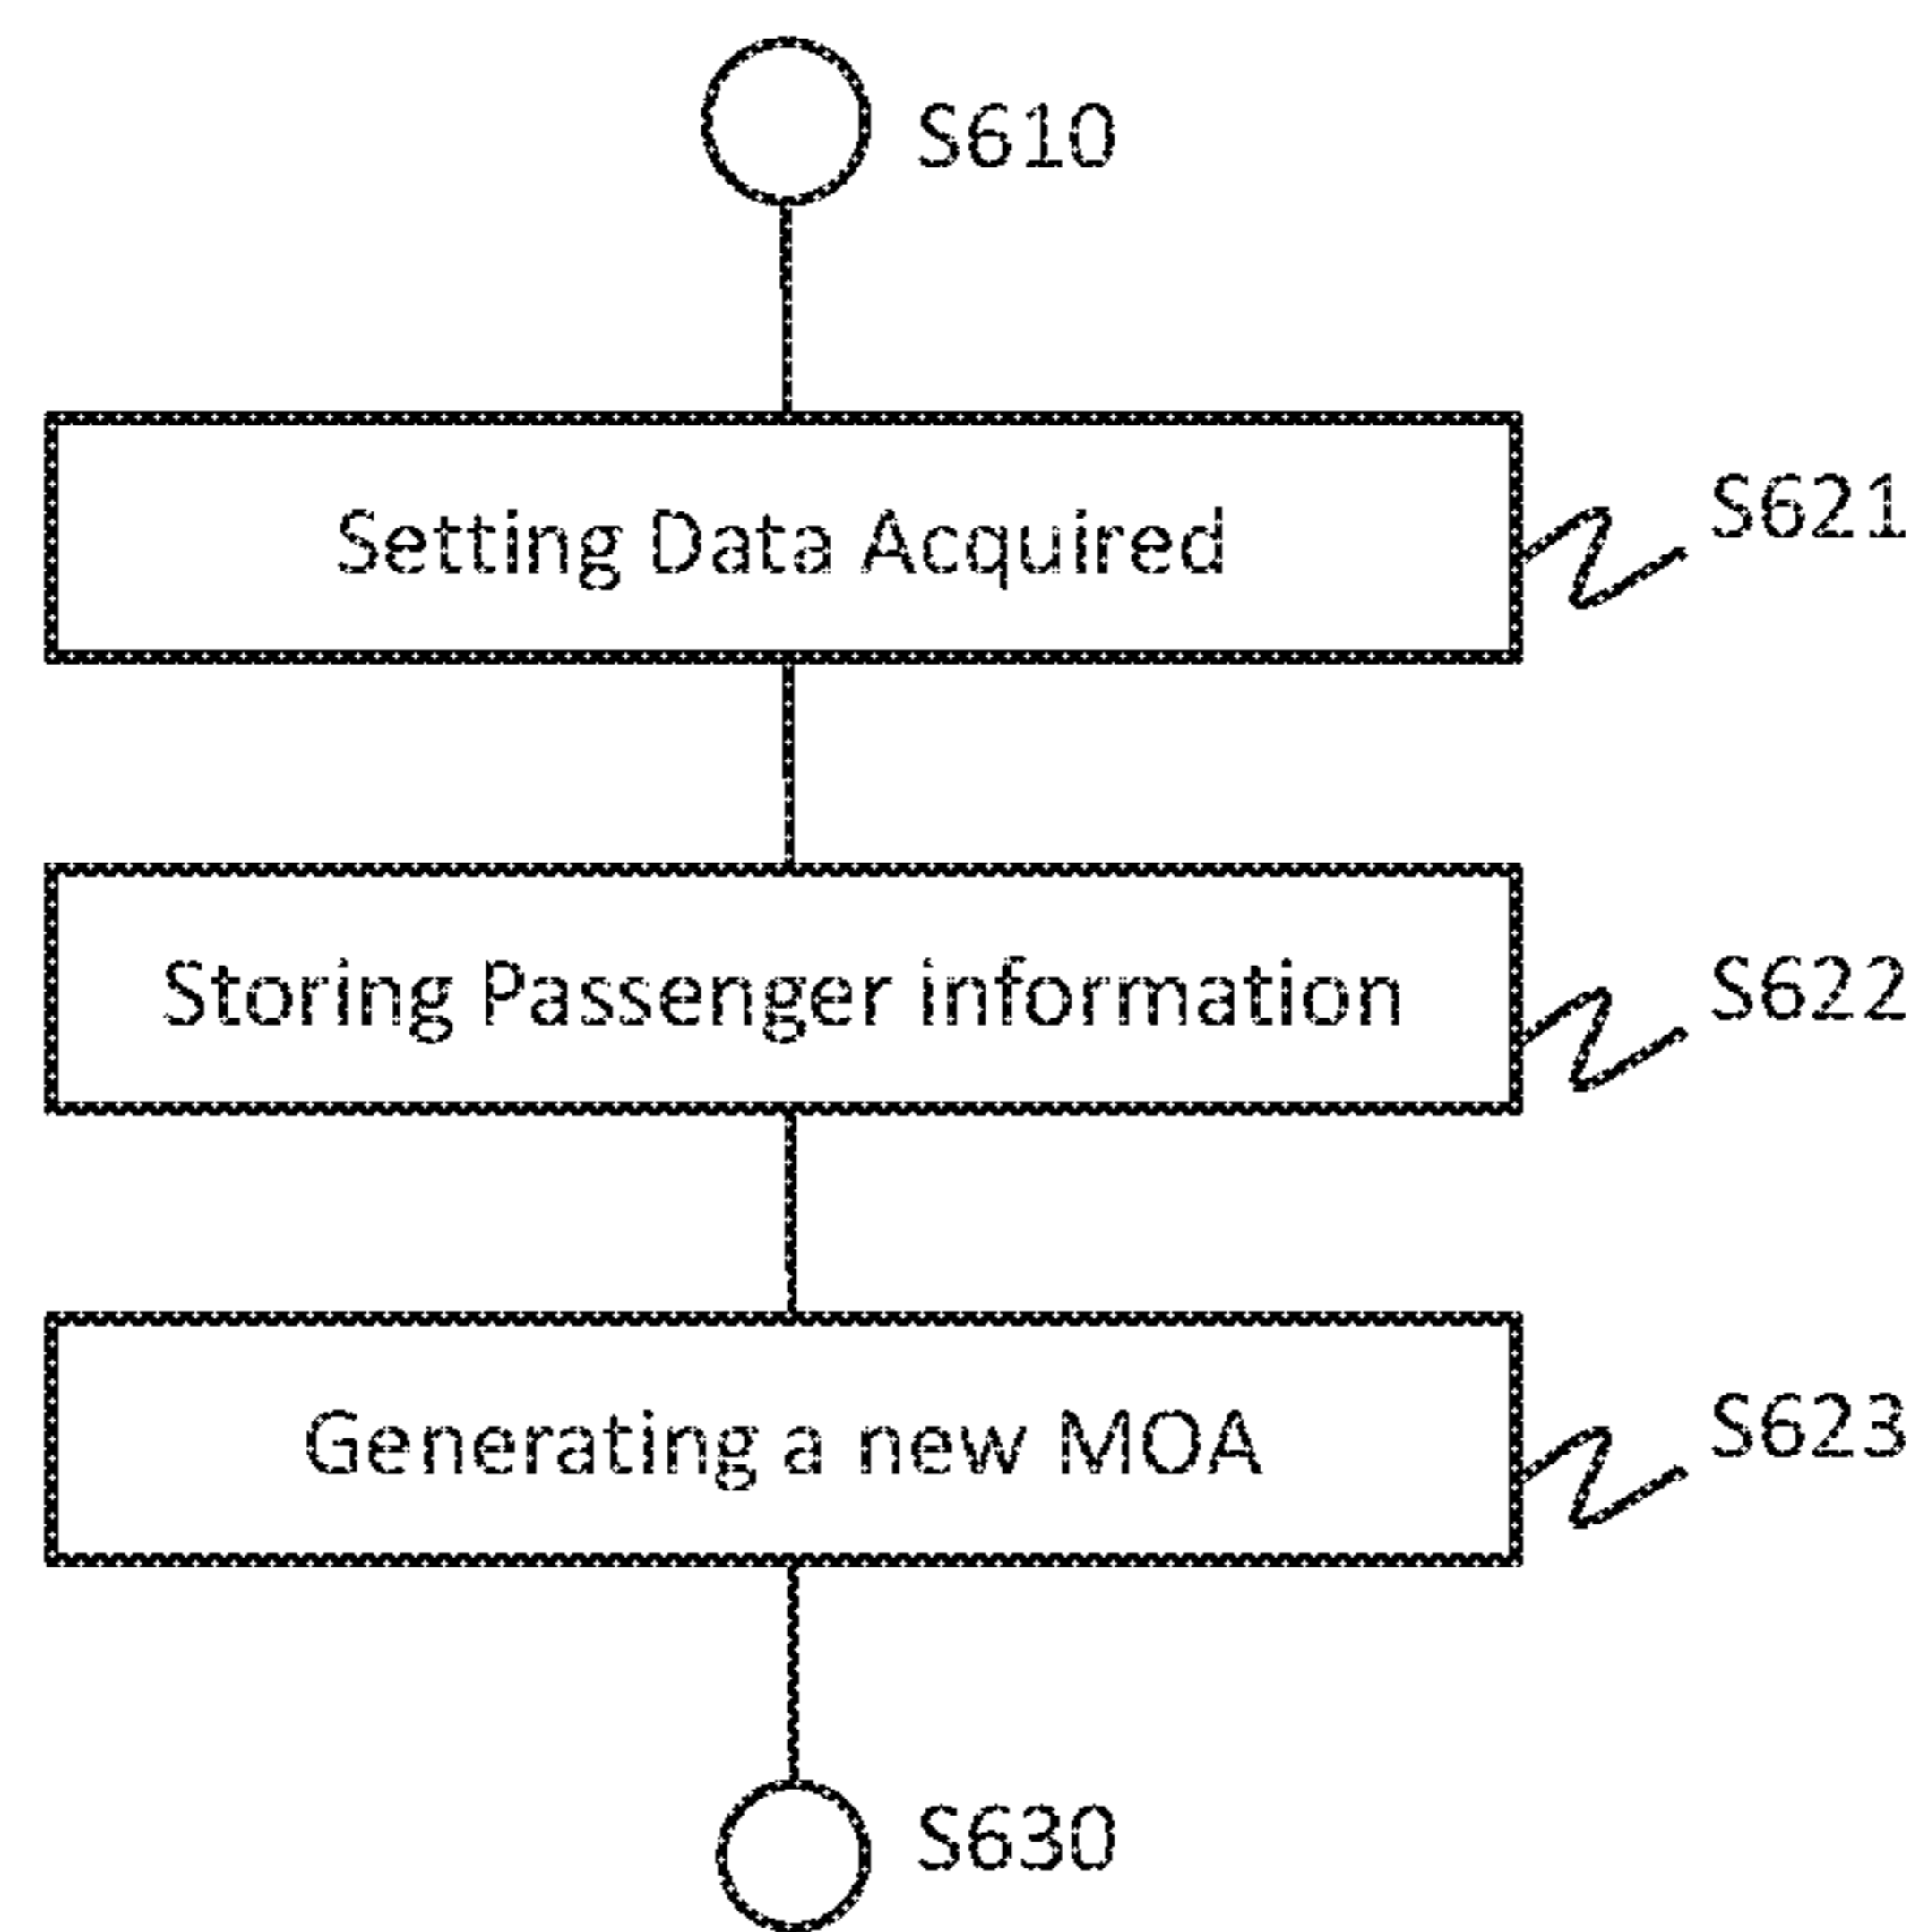 S610
Setting Data Acquired
S621
Storing Passenger information
S622
Generating a new MOA
S623
S630